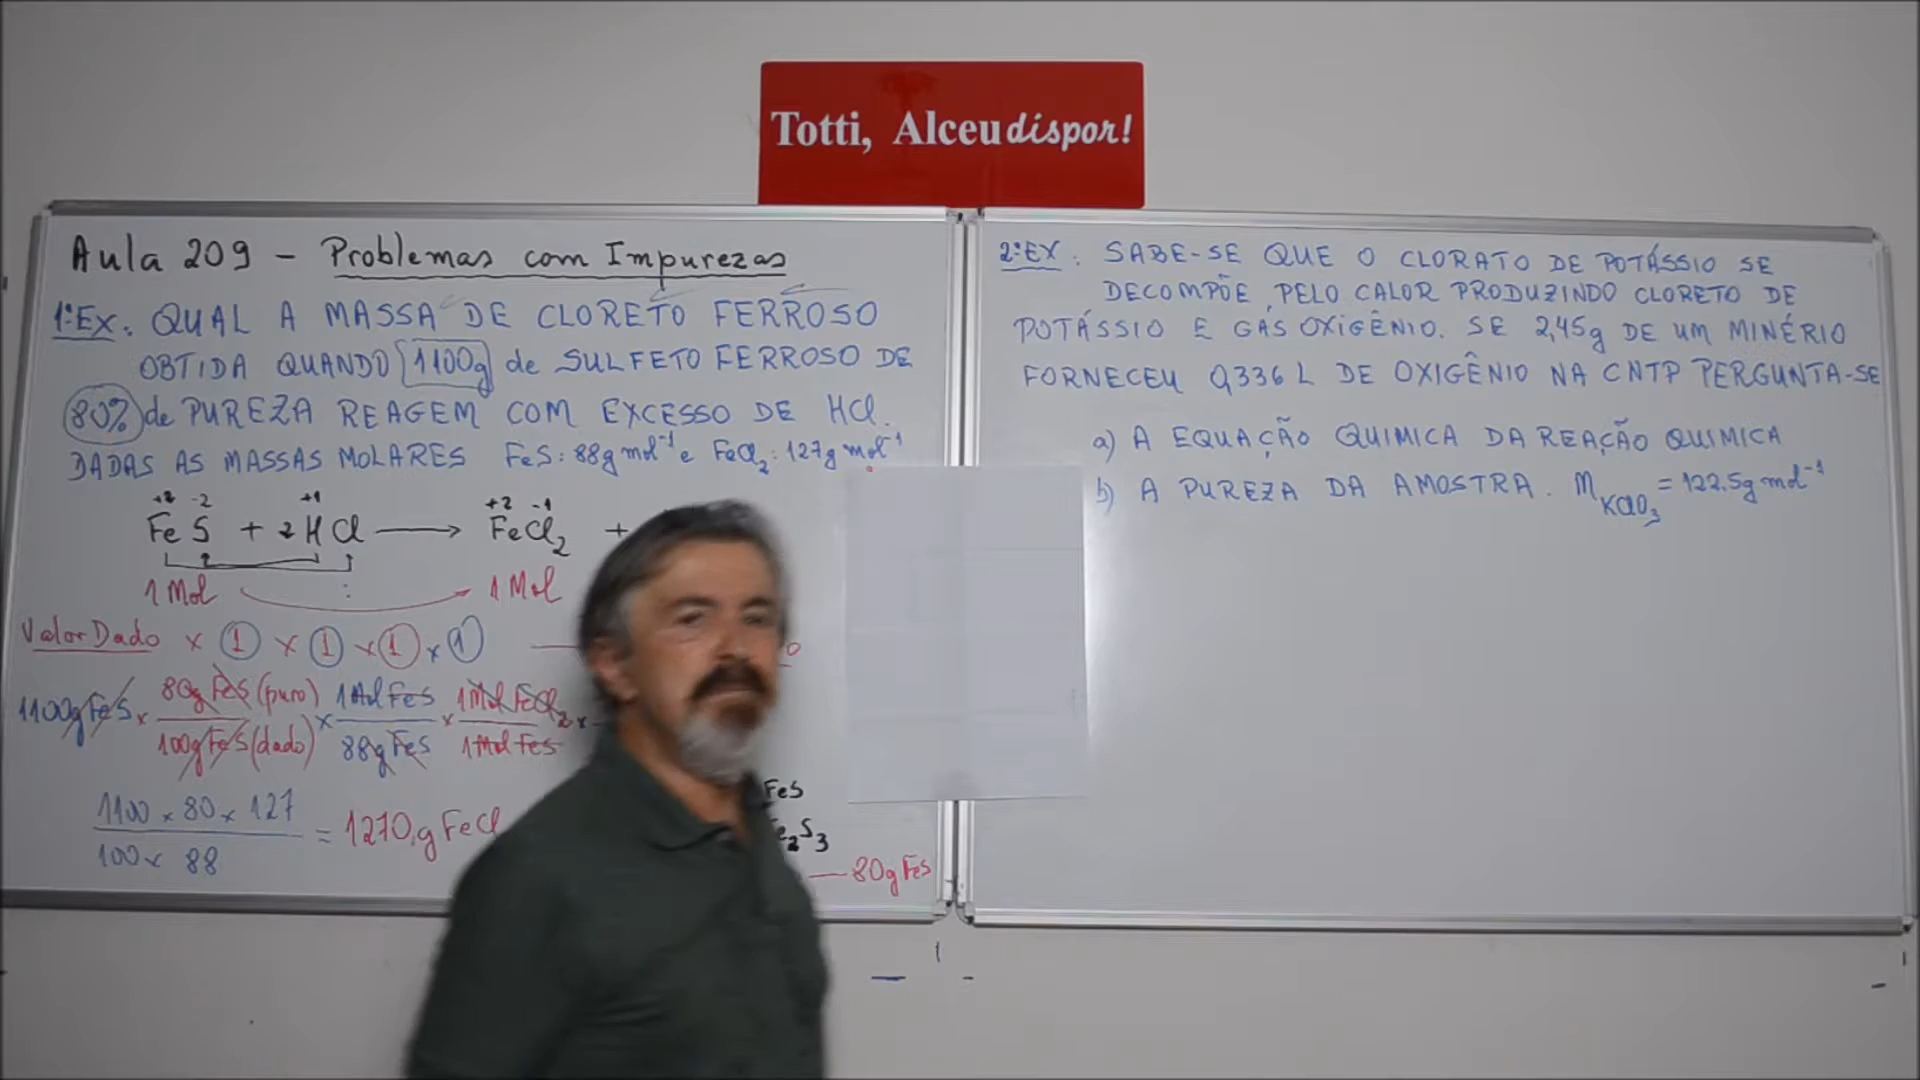 Totti, Alceu dispor!
Aula 209 - Problemas com Impurezas
1ºEX. QUAL A MASSA DE CLORETO FERROSO
OBTIDA QUANDO 1100g de SULFETO FERROSO DE
80% de PUREZA REAGEM COM EXCESSO DE HCl.
DADAS AS MASSAS MOLARES FeS: 88g mol⁻¹ e FeCl₂: 127g mol⁻¹
+2 -2 +1 +2 -1
FeS + 2HCl ⟶ FeCl₂ +
1 Mol 1 Mol
Valor Dado × 1 × 1 × 1 × 1
1100g FeS × 80g FeS (puro) / 100g FeS (dado) × 1 Mol FeS / 88g FeS × 1 Mol FeCl₂ / 1 Mol FeS ×
1100 × 80 × 127 / 100 × 88 = 1270,g FeCl
FeS
Fe₂S₃
80g FeS
2ºEX. SABE-SE QUE O CLORATO DE POTÁSSIO SE
DECOMPÕE, PELO CALOR PRODUZINDO CLORETO DE
POTÁSSIO E GÁS OXIGÊNIO. SE 2,45g DE UM MINÉRIO
FORNECEU 0,336 L DE OXIGÊNIO NA CNTP PERGUNTA-SE
a) A EQUAÇÃO QUIMICA DA REAÇÃO QUIMICA
b) A PUREZA DA AMOSTRA. M KClO₃ = 122,5g mol⁻¹